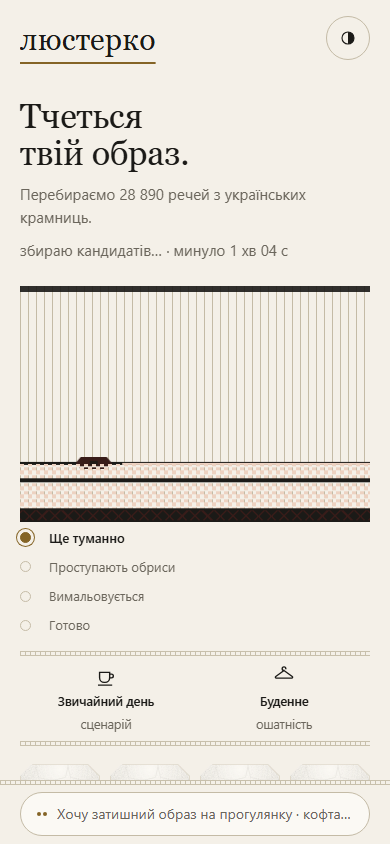 люстерко
Тчеться
твій образ.
Перебираємо 28 890 речей з українських
крамниць.
збираю кандидатів... · минуло 1 хв 04 с
Ще туманно
Проступають обриси
Вимальовується
Готово
Звичайний день
сценарій
Буденне
ошатність
Хочу затишний образ на прогулянку · кофта...